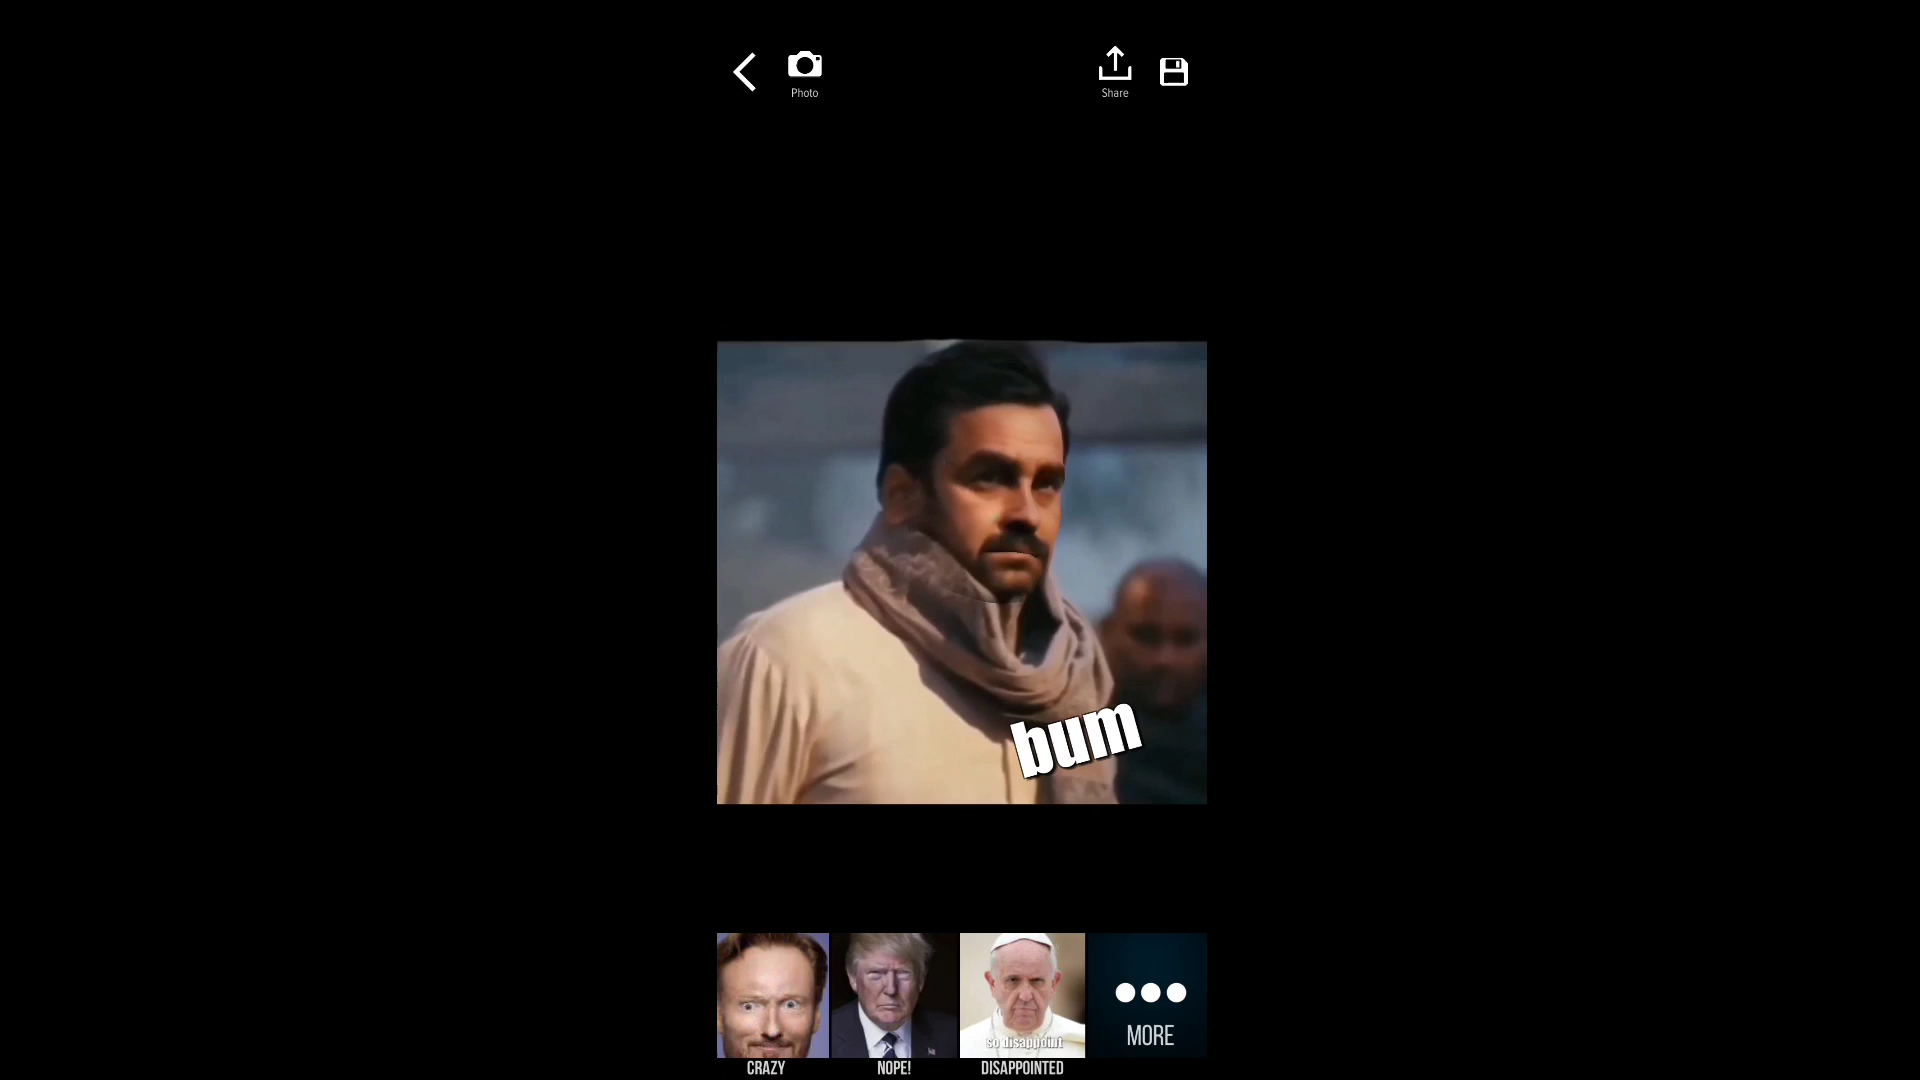 Photo
Share
bum
so disappoint
MORE
CRAZY
NOPE!
DISAPPOINTED